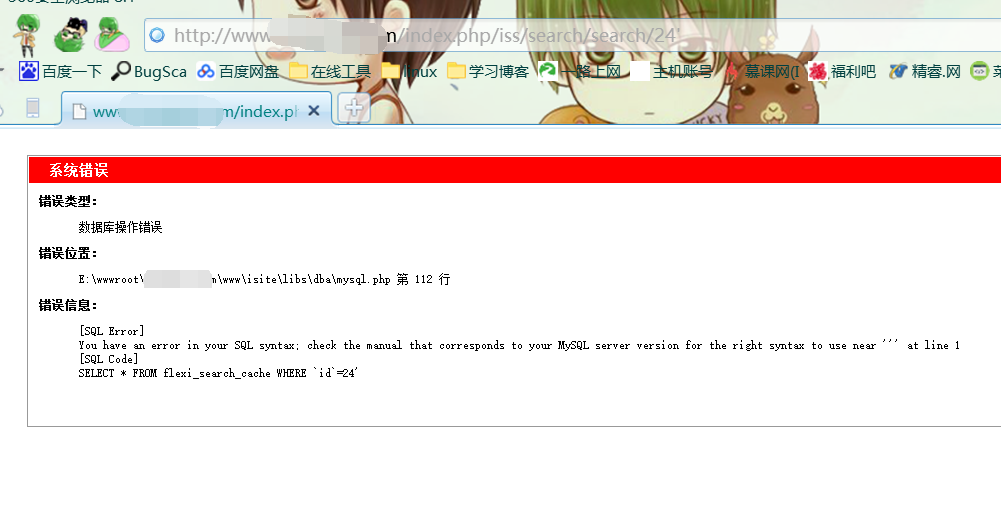 http://www. m/index.php/iss/search/search/24'
百度一下 BugSca 百度网盘 在线工具 linux 学习博客 一路上网 主机账号 慕课网(I 福利吧 精睿.网
ww m/index.ph
系统错误
错误类型:
数据库操作错误
错误位置:
E:\wwwroot\ m\www\isite\libs\dba\mysql.php 第 112 行
错误信息:
[SQL Error]
You have an error in your SQL syntax; check the manual that corresponds to your MySQL server version for the right syntax to use near ''' at line 1
[SQL Code]
SELECT * FROM flexi_search_cache WHERE `id`=24'